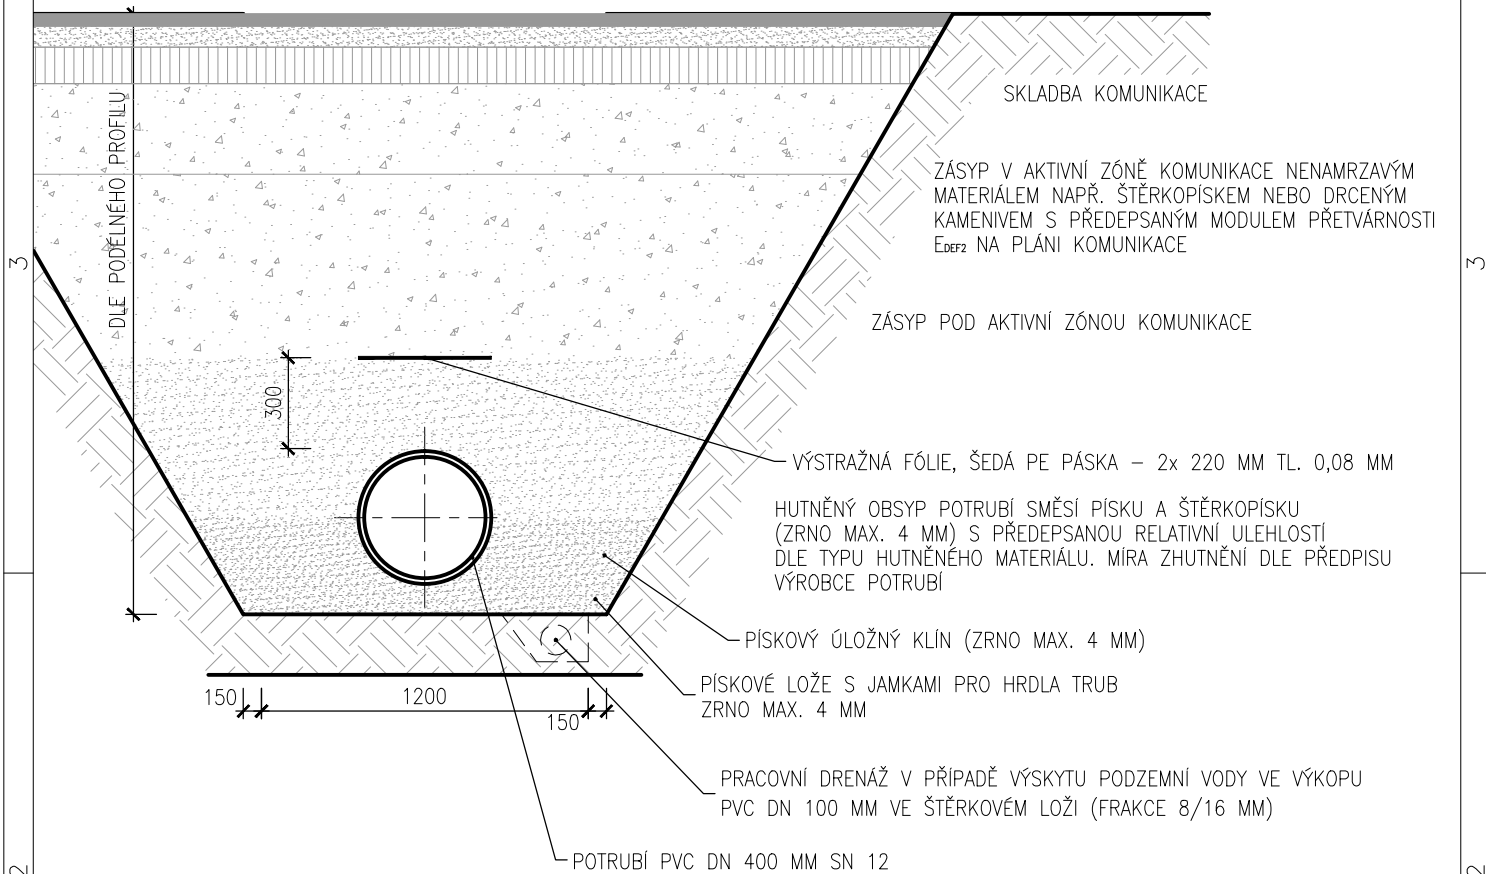 SKLADBA KOMUNIKACE
ZÁSYP V AKTIVNÍ ZÓNĚ KOMUNIKACE NENAMRZAVÝM
MATERIÁLEM NAPŘ. ŠTĚRKOPÍSKEM NEBO DRCENÝM
KAMENIVEM S PŘEDEPSANÝM MODULEM PŘETVÁRNOSTI
EDEF2 NA PLÁNI KOMUNIKACE
DLE PODÉLNÉHO PROFILU
3
3
ZÁSYP POD AKTIVNÍ ZÓNOU KOMUNIKACE
300
VÝSTRAŽNÁ FÓLIE, ŠEDÁ PE PÁSKA – 2x 220 MM TL. 0,08 MM
HUTNĚNÝ OBSYP POTRUBÍ SMĚSÍ PÍSKU A ŠTĚRKOPÍSKU
(ZRNO MAX. 4 MM) S PŘEDEPSANOU RELATIVNÍ ULEHLOSTÍ
DLE TYPU HUTNĚNÉHO MATERIÁLU. MÍRA ZHUTNĚNÍ DLE PŘEDPISU
VÝROBCE POTRUBÍ
PÍSKOVÝ ÚLOŽNÝ KLÍN (ZRNO MAX. 4 MM)
PÍSKOVÉ LOŽE S JAMKAMI PRO HRDLA TRUB
ZRNO MAX. 4 MM
150
1200
150
PRACOVNÍ DRENÁŽ V PŘÍPADĚ VÝSKYTU PODZEMNÍ VODY VE VÝKOPU
PVC DN 100 MM VE ŠTĚRKOVÉM LOŽI (FRAKCE 8/16 MM)
POTRUBÍ PVC DN 400 MM SN 12
2
2